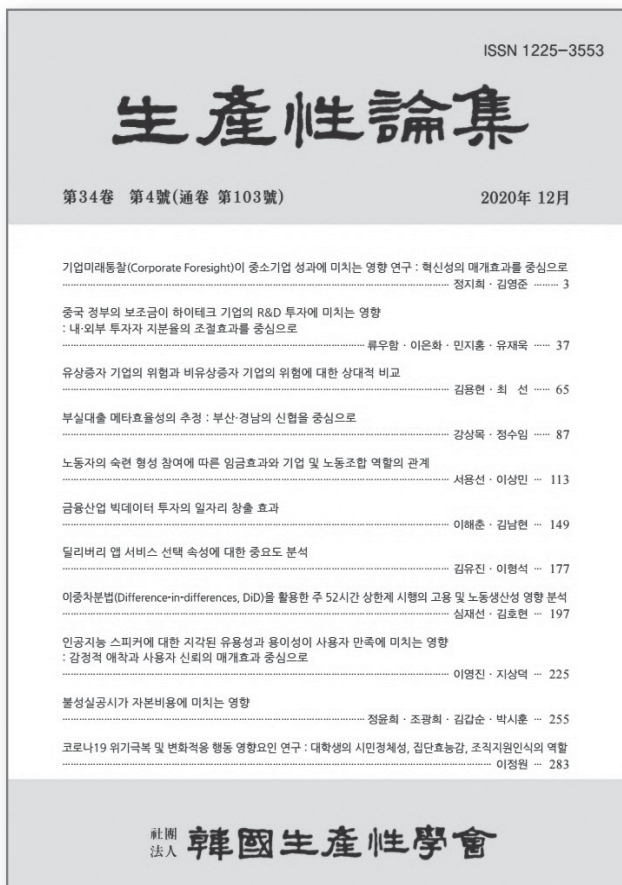 ISSN 1225-3553
生產性論集
第34卷 第4號(通卷 第103號) 2020年 12月
기업미래통찰(Corporate Foresight)이 중소기업 성과에 미치는 영향 연구 : 혁신성의 매개효과를 중심으로
정지희 · 김영준 ········ 3
중국 정부의 보조금이 하이테크 기업의 R&D 투자에 미치는 영향
: 내·외부 투자자 지분율의 조절효과를 중심으로
류우함 · 이은화 · 민지홍 · 유재욱 ····· 37
유상증자 기업의 위험과 비유상증자 기업의 위험에 대한 상대적 비교
김용현 · 최 선 ····· 65
부실대출 메타효율성의 추정 : 부산·경남의 신협을 중심으로
강상목 · 정수임 ····· 87
노동자의 숙련 형성 참여에 따른 임금효과와 기업 및 노동조합 역할의 관계
서용선 · 이상민 ··· 113
금융산업 빅데이터 투자의 일자리 창출 효과
이해춘 · 김남현 ··· 149
딜리버리 앱 서비스 선택 속성에 대한 중요도 분석
김유진 · 이형석 ··· 177
이중차분법(Difference-in-differences, DiD)을 활용한 주 52시간 상한제 시행의 고용 및 노동생산성 영향 분석
심재선 · 김호현 ··· 197
인공지능 스피커에 대한 지각된 유용성과 용이성이 사용자 만족에 미치는 영향
: 감정적 애착과 사용자 신뢰의 매개효과 중심으로
이영진 · 지상덕 ··· 225
불성실공시가 자본비용에 미치는 영향
정윤희 · 조광희 · 김갑순 · 박시훈 ··· 255
코로나19 위기극복 및 변화적응 행동 영향요인 연구 : 대학생의 시민정체성, 집단효능감, 조직지원인식의 역할
이정원 ··· 283
社團法人 韓國生產性學會